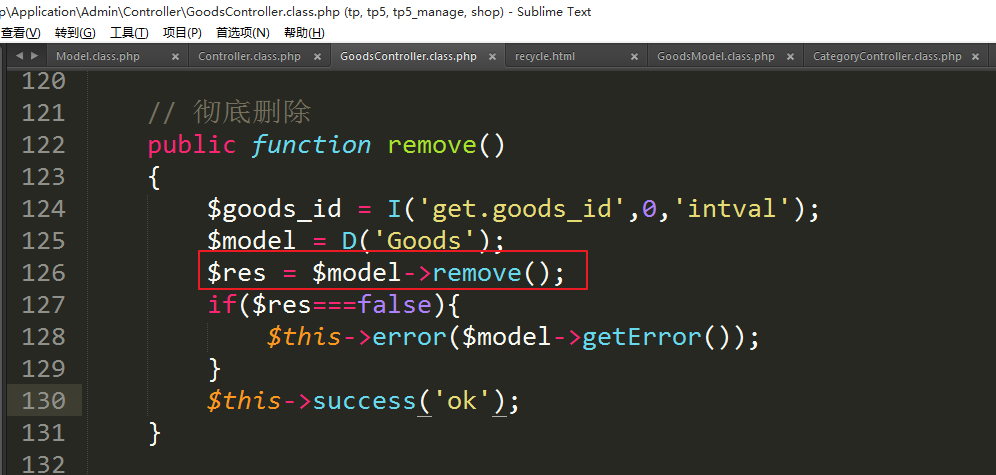 p\Application\Admin\Controller\GoodsController.class.php (tp, tp5, tp5_manage, shop) - Sublime Text
查看(V) 转到(G) 工具(T) 项目(P) 首选项(N) 帮助(H)
Model.class.php × Controller.class.php × GoodsController.class.php × recycle.html × GoodsModel.class.php × CategoryController.class.php ×
120
121 // 彻底删除
122 public function remove()
123 {
124 $goods_id = I('get.goods_id',0,'intval');
125 $model = D('Goods');
126 $res = $model->remove();
127 if($res===false){
128 $this->error($model->getError());
129 }
130 $this->success('ok');
131 }
132